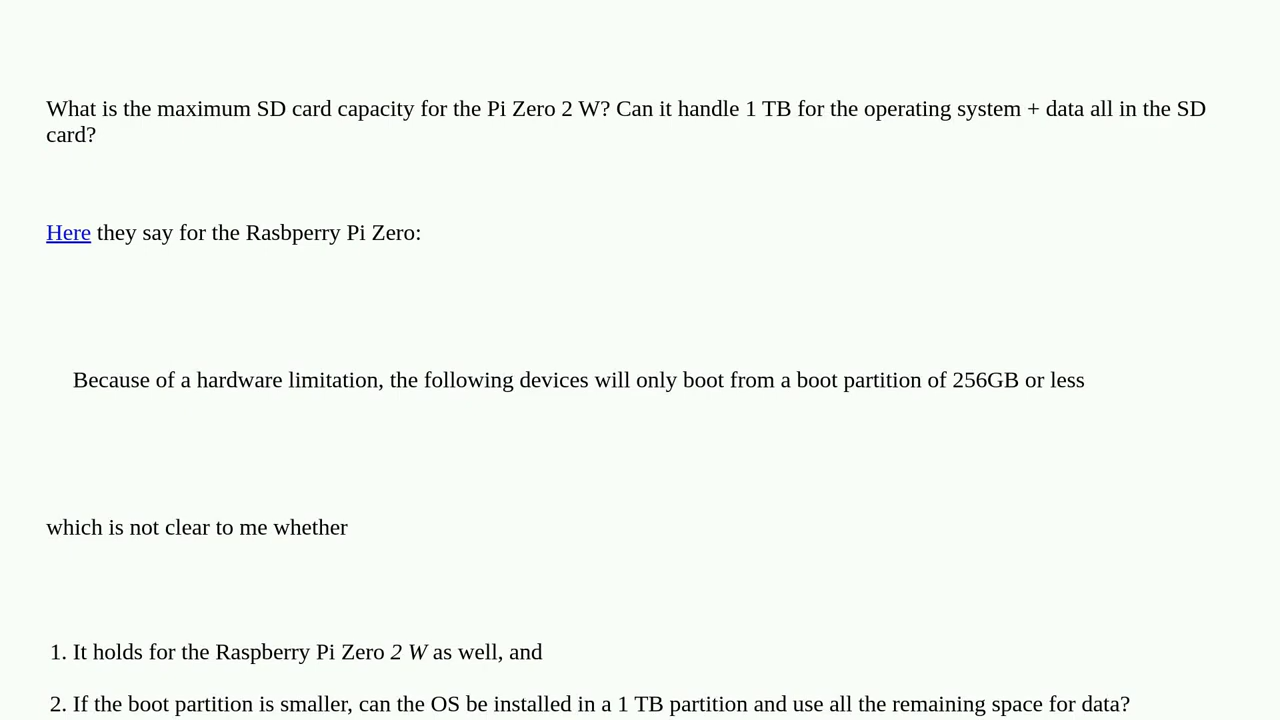 What is the maximum SD card capacity for the Pi Zero 2 W? Can it handle 1 TB for the operating system + data all in the SD
card?
Here they say for the Rasbperry Pi Zero:
Because of a hardware limitation, the following devices will only boot from a boot partition of 256GB or less
which is not clear to me whether
1. It holds for the Raspberry Pi Zero 2 W as well, and
2. If the boot partition is smaller, can the OS be installed in a 1 TB partition and use all the remaining space for data?